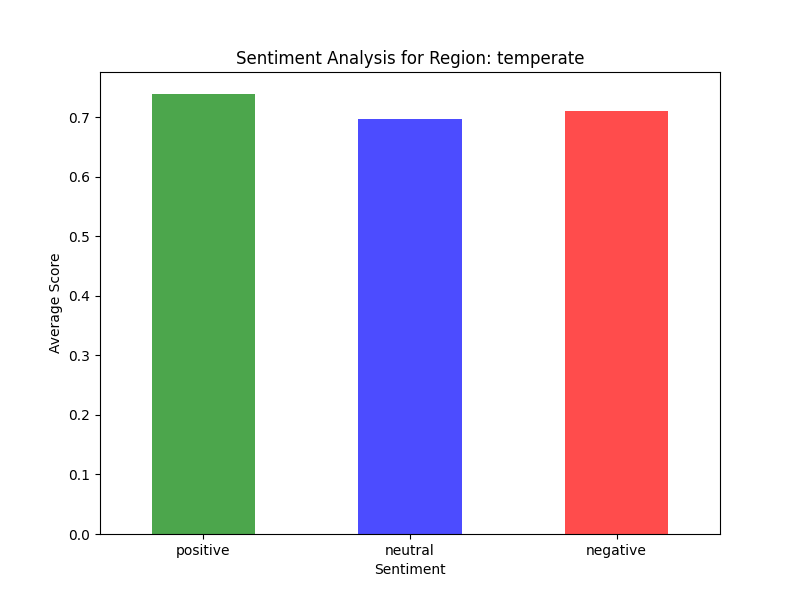 Sentiment Analysis for Region: temperate
Average Score
0.7
0.6
0.5
0.4
0.3
0.2
0.1
0.0
positive neutral negative
Sentiment